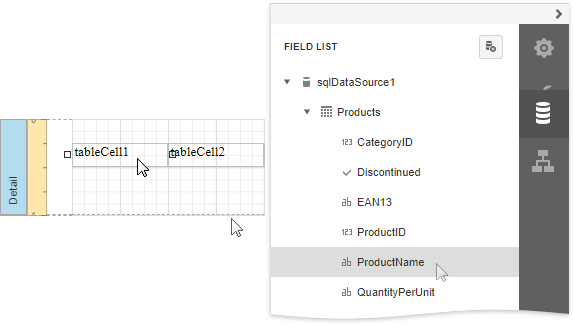 FIELD LIST
sqlDataSource1
Products
123 CategoryID
Discontinued
ab EAN13
123 ProductID
ab ProductName
ab QuantityPerUnit
tableCell1 tableCell2
Detail